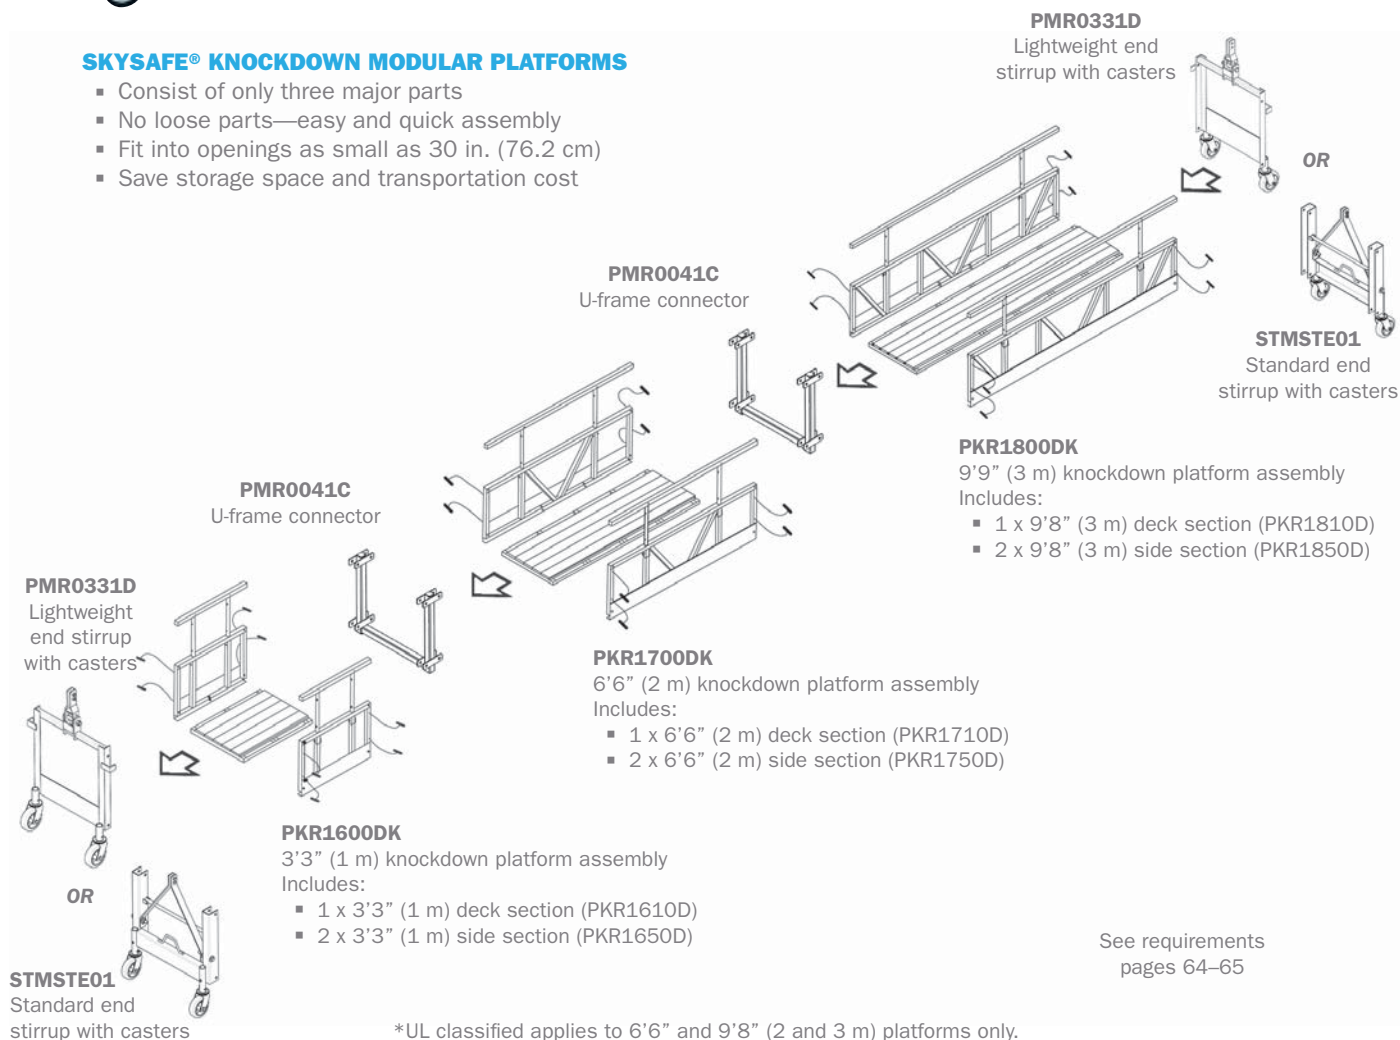 SKYSAFE® KNOCKDOWN MODULAR PLATFORMS
▪ Consist of only three major parts
▪ No loose parts—easy and quick assembly
▪ Fit into openings as small as 30 in. (76.2 cm)
▪ Save storage space and transportation cost
PMR0331D
Lightweight end
stirrup with casters
OR
STMSTE01
Standard end
stirrup with casters
PMR0041C
U-frame connector
PKR1800DK
9’9” (3 m) knockdown platform assembly
Includes:
▪ 1 x 9’8” (3 m) deck section (PKR1810D)
▪ 2 x 9’8” (3 m) side section (PKR1850D)
PMR0041C
U-frame connector
PKR1700DK
6’6” (2 m) knockdown platform assembly
Includes:
▪ 1 x 6’6” (2 m) deck section (PKR1710D)
▪ 2 x 6’6” (2 m) side section (PKR1750D)
PMR0331D
Lightweight
end stirrup
with casters
OR
STMSTE01
Standard end
stirrup with casters
PKR1600DK
3’3” (1 m) knockdown platform assembly
Includes:
▪ 1 x 3’3” (1 m) deck section (PKR1610D)
▪ 2 x 3’3” (1 m) side section (PKR1650D)
See requirements
pages 64–65
*UL classified applies to 6’6” and 9’8” (2 and 3 m) platforms only.